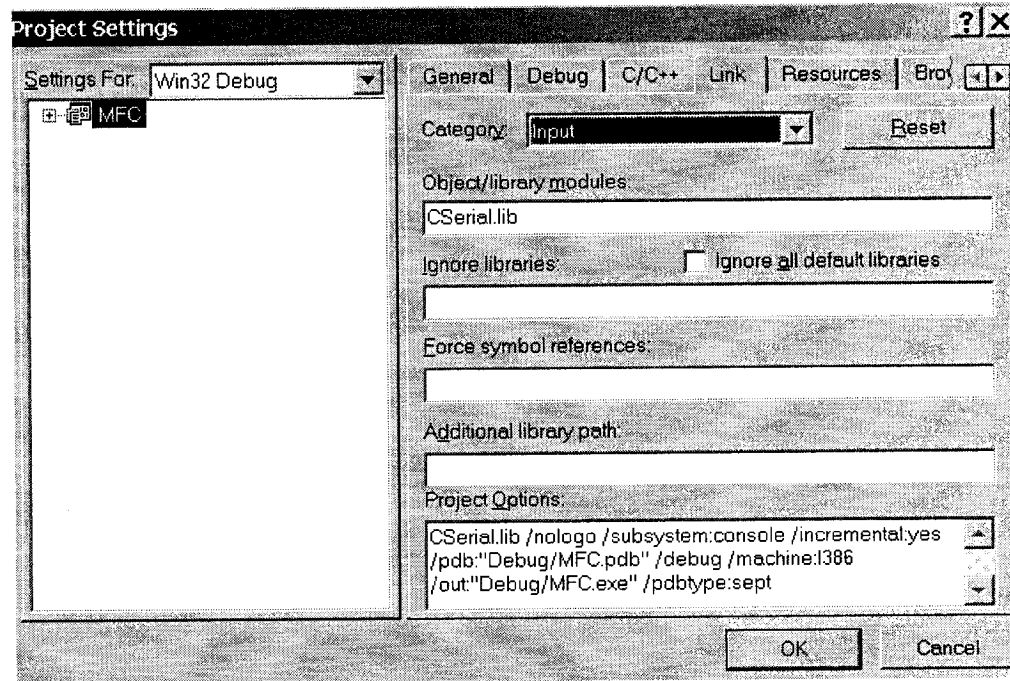 Project Settings
Settings For: Win32 Debug
MFC
General Debug C/C++ Link Resources Brow
Category: Input Reset
Object/library modules:
CSerial.lib
Ignore libraries: Ignore all default libraries
Force symbol references:
Additional library path:
Project Options:
CSerial.lib /nologo /subsystem:console /incremental:yes
/pdb:"Debug/MFC.pdb" /debug /machine:I386
/out:"Debug/MFC.exe" /pdbtype:sept
OK Cancel